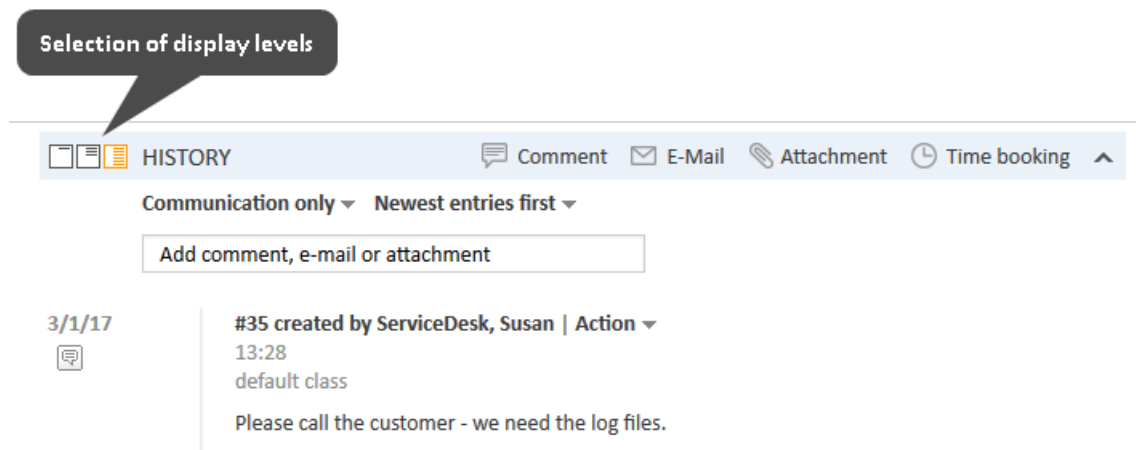 Selection of display levels
HISTORY Comment E-Mail Attachment Time booking
Communication only Newest entries first
Add comment, e-mail or attachment
3/1/17 #35 created by ServiceDesk, Susan | Action
13:28
default class
Please call the customer - we need the log files.